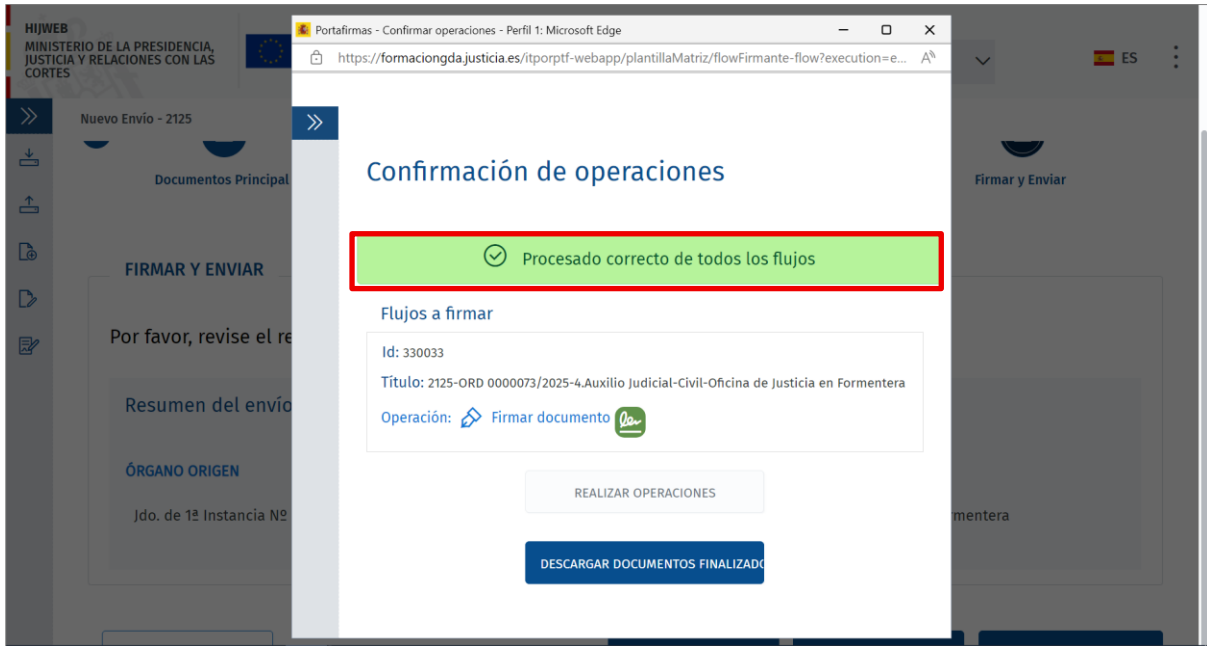 HIJWEB
MINISTERIO DE LA PRESIDENCIA,
JUSTICIA Y RELACIONES CON LAS
CORTES
ES
Nuevo Envío - 2125
Documentos Principal
Firmar y Enviar
FIRMAR Y ENVIAR
Por favor, revise el re
Resumen del envío
ÓRGANO ORIGEN
Jdo. de 1ª Instancia Nº
mentera
Portafirmas - Confirmar operaciones - Perfil 1: Microsoft Edge
https://formaciongda.justicia.es/itporptf-webapp/plantillaMatriz/flowFirmante-flow?execution=e...
Confirmación de operaciones
Procesado correcto de todos los flujos
Flujos a firmar
Id: 330033
Título: 2125-ORD 0000073/2025-4.Auxilio Judicial-Civil-Oficina de Justicia en Formentera
Operación: Firmar documento
REALIZAR OPERACIONES
DESCARGAR DOCUMENTOS FINALIZADO